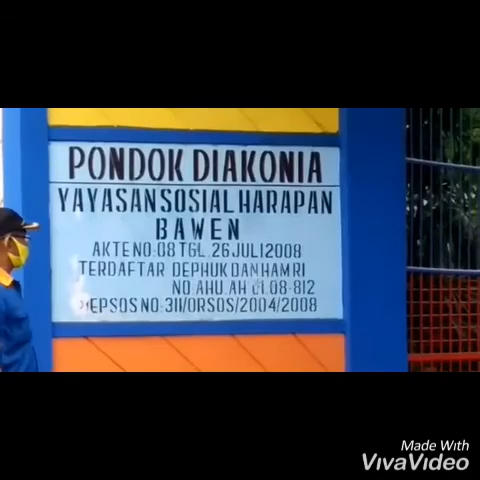 PONDOK DIAKONIA
YAYASAN SOSIAL HARAPAN
BAWEN
AKTE NO: 08 TGL. 26 JULI 2008
TERDAFTAR DEPHUK DAN HAM RI
NO. AHU. AH 01.08-812
DEPSOS NO: 311/ORSOS/2004/2008
Made With
VivaVideo